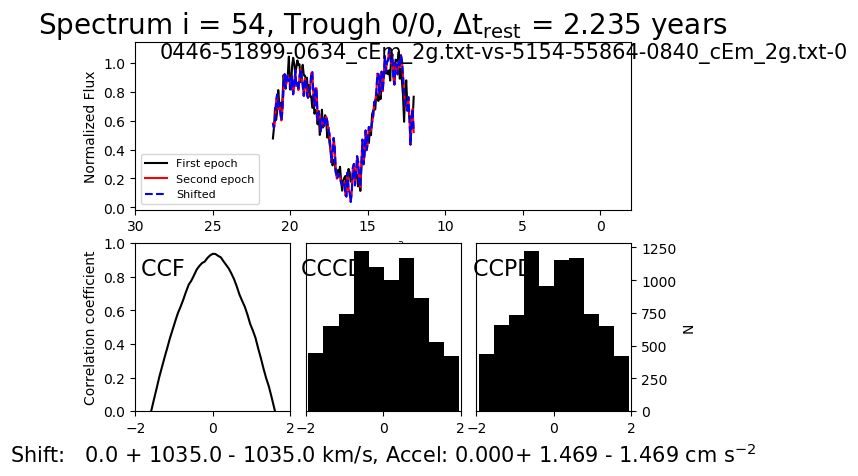 Spectrum i = 54, Trough 0/0, Δt_rest = 2.235 years
0446-51899-0634_cEm_2g.txt-vs-5154-55864-0840_cEm_2g.txt-0
Normalized Flux
1.0
0.8
0.6
0.4
0.2
0.0
First epoch
Second epoch
Shifted
30 25 20 15 10 5 0
Correlation coefficient
1.0
0.8
0.6
0.4
0.2
0.0
CCF
CCCD
CCPD
1250
1000
750
500
250
0
N
−2 0 2
−2 0 2
−2 0 2
Shift: 0.0 + 1035.0 - 1035.0 km/s, Accel: 0.000+ 1.469 - 1.469 cm s⁻²